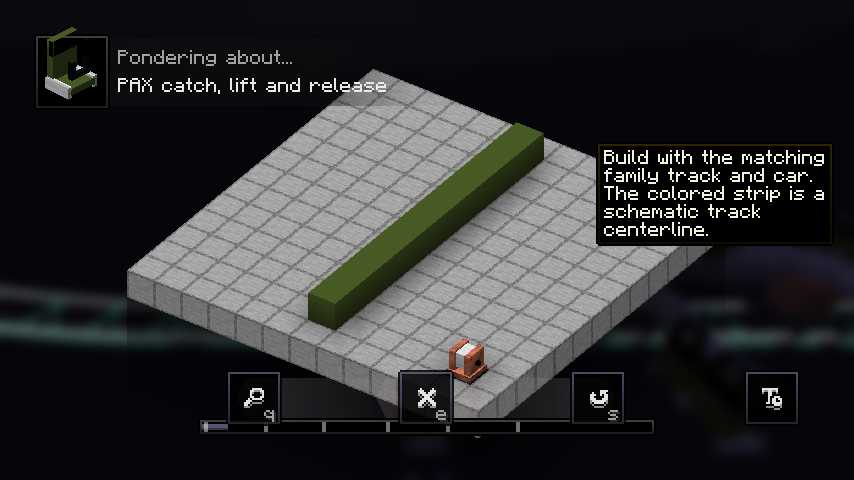 Pondering about...
PAX catch, lift and release
Build with the matching
family track and car.
The colored strip is a
schematic track
centerline.
q
e
s
T